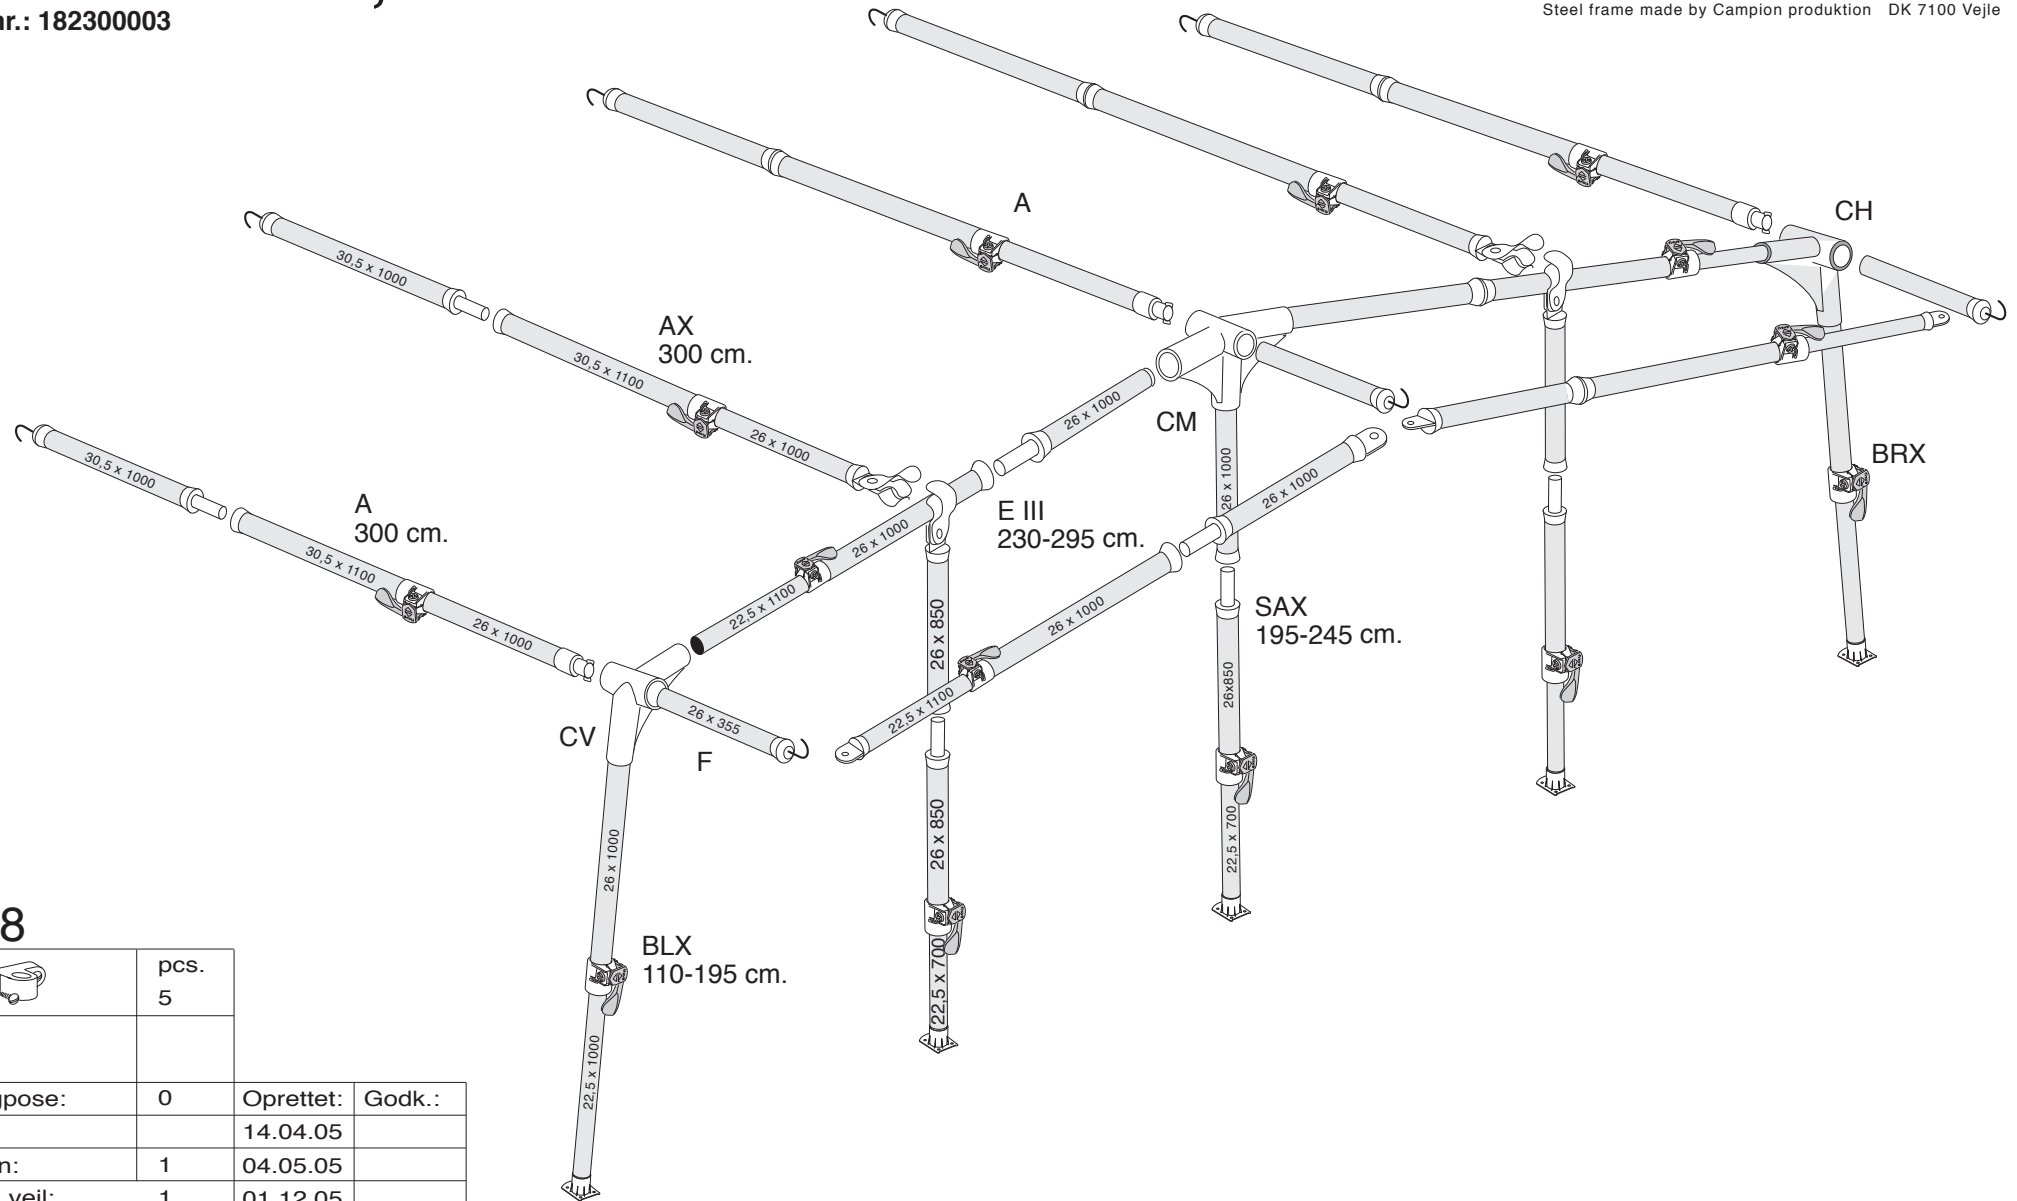 nr.: 182300003
Steel frame made by Campion produktion DK 7100 Vejle
A
CH
30,5 x 1000
AX
300 cm.
30,5 x 1100
26 x 1000
26 x 1000
CM
26 x 1000
BRX
30,5 x 1000
A
300 cm.
E III
230-295 cm.
26 x 1000
26 x 1000
30,5 x 1100
22,5 x 1100
26 x 1000
26 x 850
26 x 1000
SAX
195-245 cm.
26x850
22,5 x 1100
26 x 355
CV
F
26 x 1000
26 x 850
22,5 x 700
BLX
110-195 cm.
22,5 x 700
22,5 x 1000
8
pcs.
5
pose: 0 Oprettet: Godk.:
14.04.05
n: 1 04.05.05
veil: 1 01.12.05